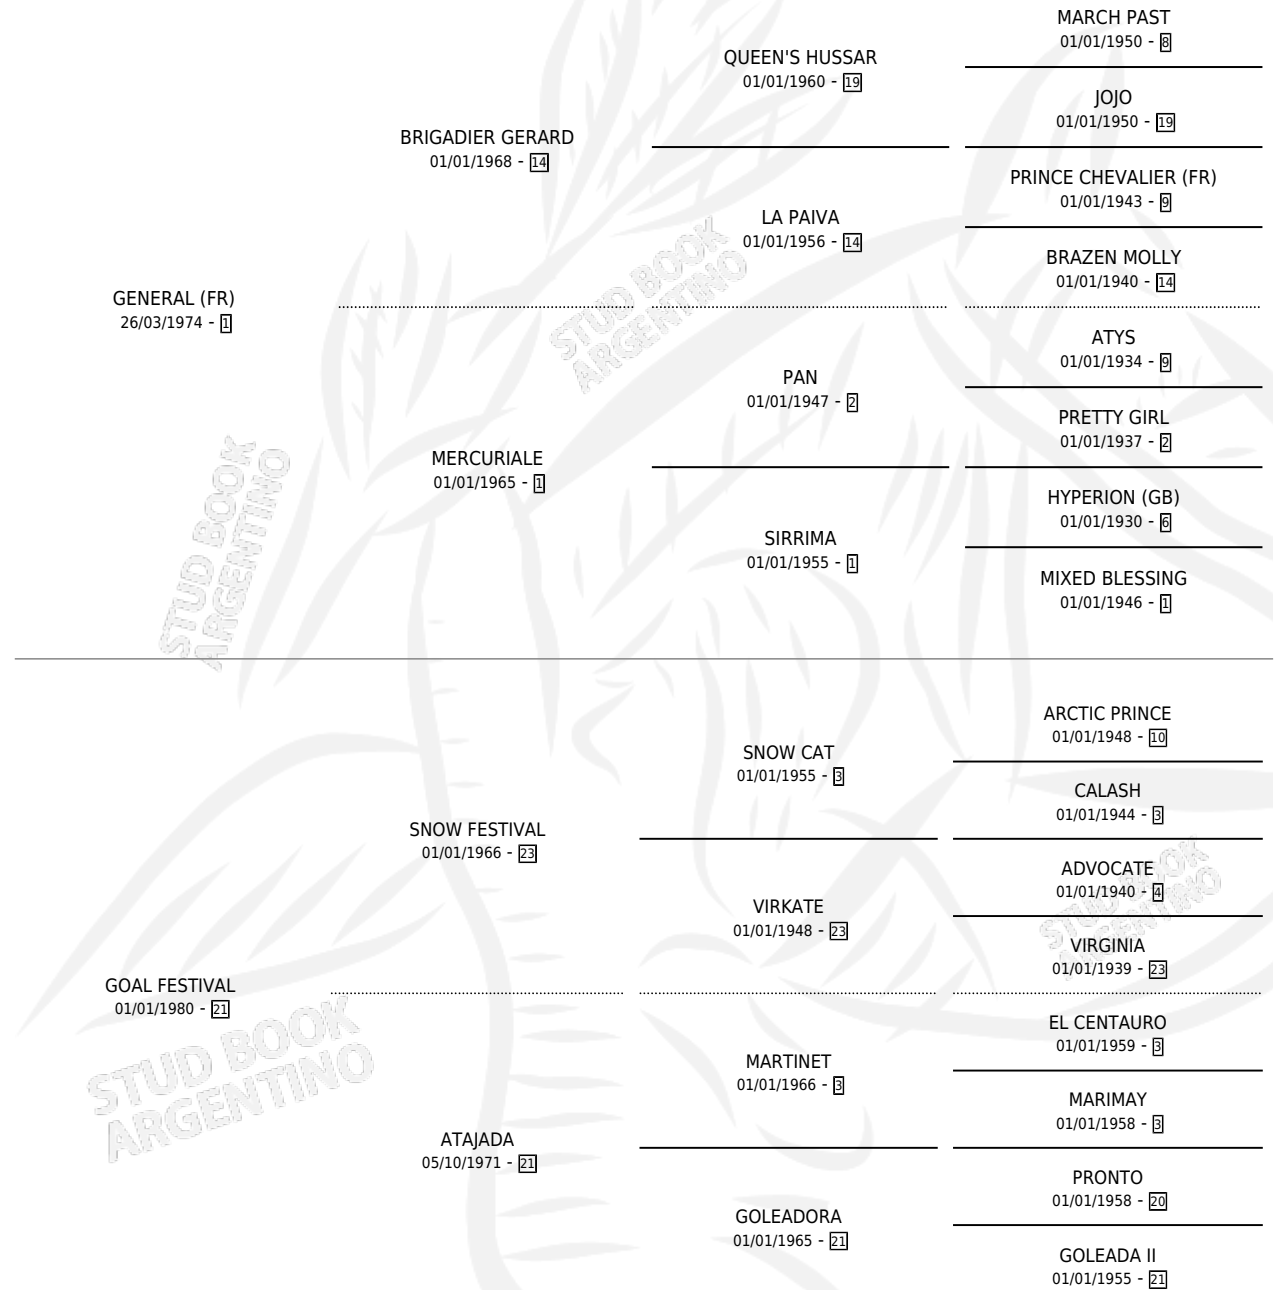 MARCH PAST
01/01/1950 - 8
QUEEN'S HUSSAR
01/01/1960 - 19
JOJO
01/01/1950 - 19
BRIGADIER GERARD
01/01/1968 - 14
PRINCE CHEVALIER (FR)
01/01/1943 - 9
LA PAIVA
01/01/1956 - 14
BRAZEN MOLLY
01/01/1940 - 14
GENERAL (FR)
26/03/1974 - 1
ATYS
01/01/1934 - 9
PAN
01/01/1947 - 2
PRETTY GIRL
01/01/1937 - 2
MERCURIALE
01/01/1965 - 1
HYPERION (GB)
01/01/1930 - 6
SIRRIMA
01/01/1955 - 1
MIXED BLESSING
01/01/1946 - 1
ARCTIC PRINCE
01/01/1948 - 10
SNOW CAT
01/01/1955 - 3
CALASH
01/01/1944 - 3
SNOW FESTIVAL
01/01/1966 - 23
ADVOCATE
01/01/1940 - 4
VIRKATE
01/01/1948 - 23
VIRGINIA
01/01/1939 - 23
GOAL FESTIVAL
01/01/1980 - 21
EL CENTAURO
01/01/1959 - 3
MARTINET
01/01/1966 - 3
MARIMAY
01/01/1958 - 3
ATAJADA
05/10/1971 - 21
PRONTO
01/01/1958 - 20
GOLEADORA
01/01/1965 - 21
GOLEADA II
01/01/1955 - 21
STUD BOOK
ARGENTINO
STUD BOOK
ARGENTINO
STUD BOOK
ARGENTINO
STUD BOOK
ARGENTINO